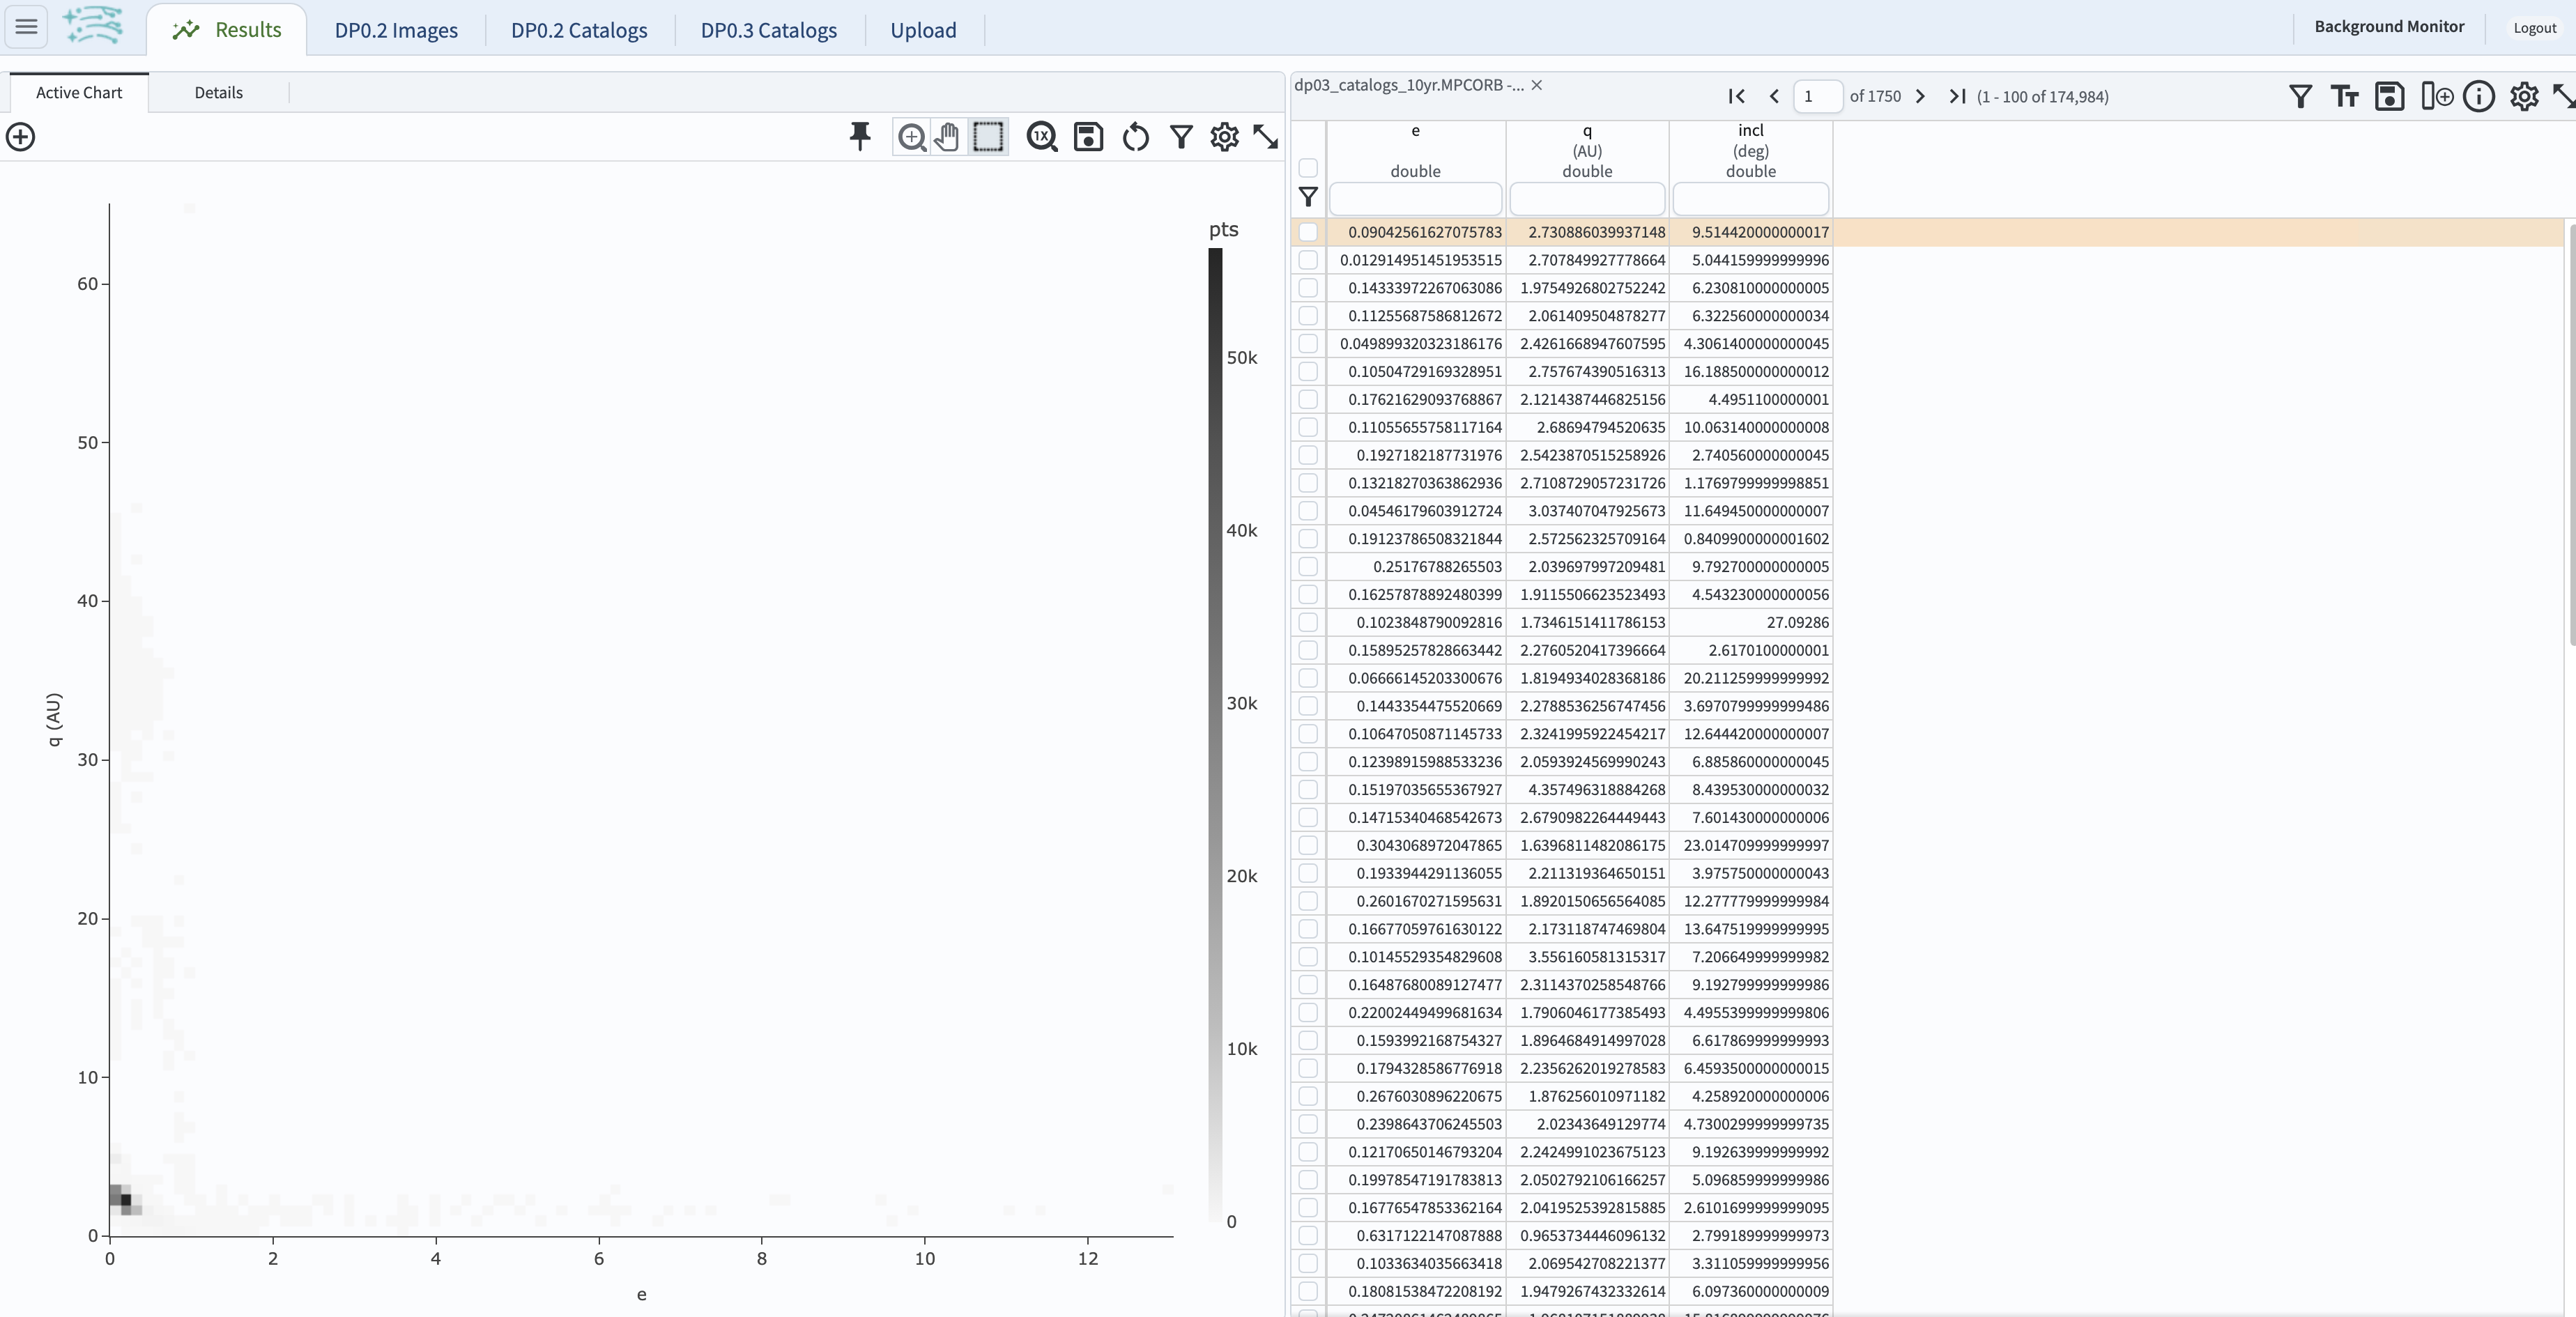 Results
DP0.2 Images
DP0.2 Catalogs
DP0.3 Catalogs
Upload
Background Monitor
Logout
Active Chart
Details
1X
pts
50k
40k
30k
20k
10k
0
60
50
40
30
20
10
0
q (AU)
0 2 4 6 8 10 12
e
dp03_catalogs_10yr.MPCORB -...
1 of 1750 (1 - 100 of 174,984)
e q incl
(AU) (deg)
double double double
0.09042561627075783 2.730886039937148 9.514420000000017
0.012914951451953515 2.707849927778664 5.044159999999996
0.14333972267063086 1.9754926802752242 6.230810000000005
0.11255687586812672 2.061409504878277 6.322560000000034
0.049899320323186176 2.4261668947607595 4.3061400000000045
0.10504729169328951 2.757674390516313 16.188500000000012
0.17621629093768867 2.1214387446825156 4.4951100000001
0.11055655758117164 2.68694794520635 10.063140000000008
0.1927182187731976 2.5423870515258926 2.740560000000045
0.13218270363862936 2.7108729057231726 1.1769799999998851
0.04546179603912724 3.037407047925673 11.649450000000007
0.19123786508321844 2.572562325709164 0.8409900000001602
0.25176788265503 2.039697997209481 9.792700000000005
0.16257878892480399 1.9115506623523493 4.543230000000056
0.1023848790092816 1.7346151411786153 27.09286
0.15895257828663442 2.2760520417396664 2.6170100000001
0.06666145203300676 1.8194934028368186 20.211259999999992
0.1443354475520669 2.2788536256747456 3.6970799999999486
0.10647050871145733 2.3241995922454217 12.644420000000007
0.12398915988533236 2.0593924569990243 6.885860000000045
0.15197035655367927 4.357496318884268 8.439530000000032
0.14715340468542673 2.6790982264449443 7.601430000000006
0.3043068972047865 1.6396811482086175 23.014709999999997
0.1933944291136055 2.211319364650151 3.975750000000043
0.2601670271595631 1.8920150656564085 12.277779999999984
0.16677059761630122 2.173118747469804 13.647519999999995
0.10145529354829608 3.556160581315317 7.206649999999982
0.16487680089127477 2.3114370258548766 9.192799999999986
0.22002449499681634 1.7906046177385493 4.4955399999999806
0.1593992168754327 1.8964684914997028 6.617869999999993
0.1794328586776918 2.2356262019278583 6.4593500000000015
0.2676030896220675 1.876256010971182 4.258920000000006
0.2398643706245503 2.02343649129774 4.7300299999999735
0.12170650146793204 2.2424991023675123 9.192639999999992
0.19978547191783813 2.0502792106166257 5.096859999999986
0.16776547853362164 2.0419525392815885 2.6101699999999095
0.6317122147087888 0.9653734446096132 2.799189999999973
0.1033634035663418 2.069542708221377 3.311059999999956
0.18081538472208192 1.9479267432332614 6.097360000000009